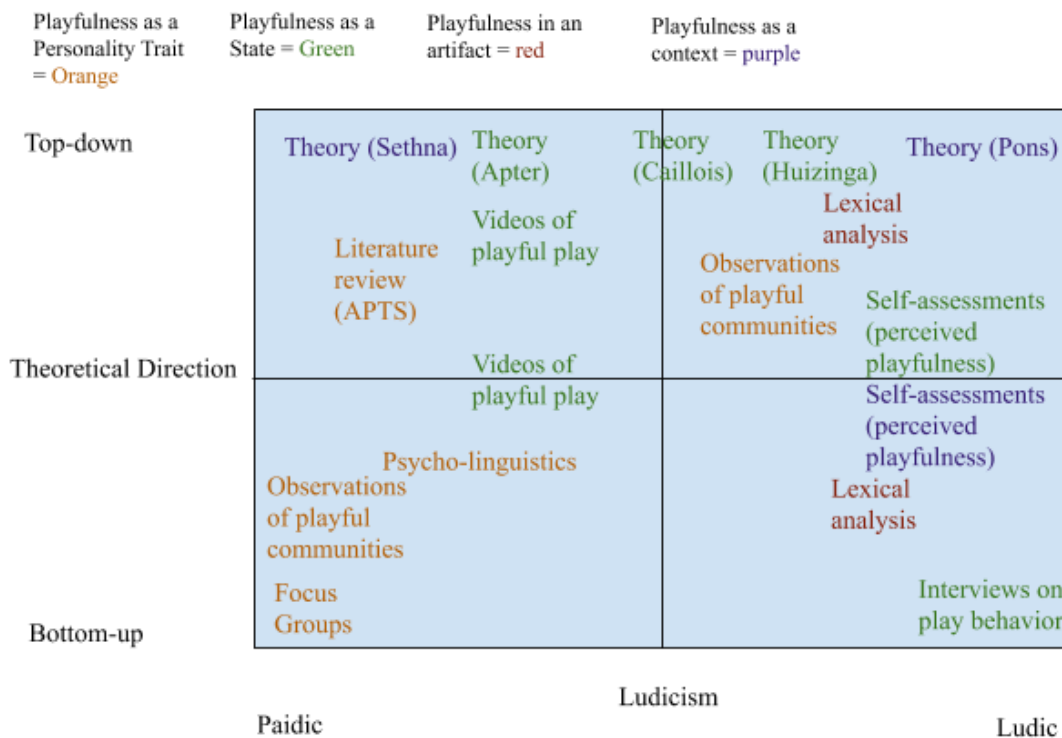 Playfulness as a
Personality Trait
= Orange
Playfulness as a
State = Green
Playfulness in an
artifact = red
Playfulness as a
context = purple
Top-down
Theory (Sethna)
Theory
(Apter)
Theory
(Caillois)
Theory
(Huizinga)
Theory (Pons)
Lexical
analysis
Videos of
playful play
Literature
review
(APTS)
Observations
of playful
communities
Self-assessments
(perceived
playfulness)
Theoretical Direction
Videos of
playful play
Self-assessments
(perceived
playfulness)
Psycho-linguistics
Lexical
analysis
Observations
of playful
communities
Focus
Groups
Interviews on
play behavior
Bottom-up
Ludicism
Paidic
Ludic